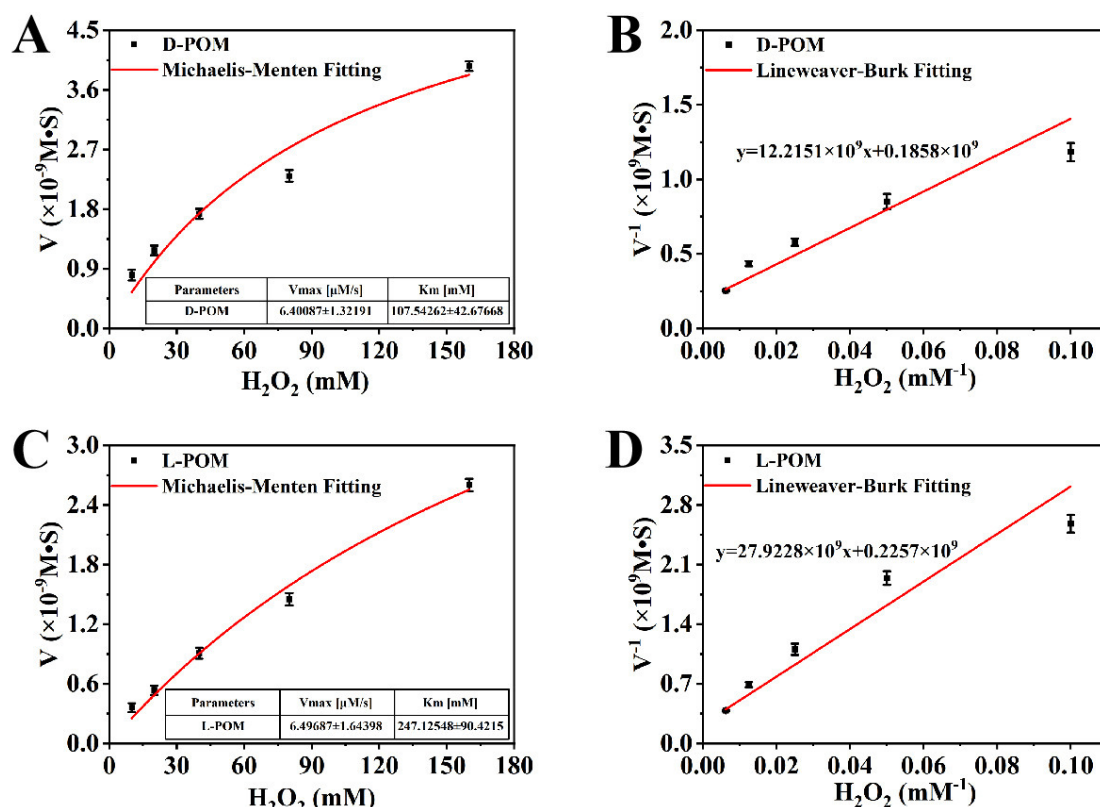 A
D-POM
Michaelis-Menten Fitting
V (×10⁻⁹M•S)
4.5
3.6
2.7
1.8
0.9
0.0
Parameters Vmax [μM/s] Km [mM]
D-POM 6.40087±1.32191 107.54262±42.67668
0 30 60 90 120 150 180
H₂O₂ (mM)
B
D-POM
Lineweaver-Burk Fitting
y=12.2151×10⁹x+0.1858×10⁹
V⁻¹ (×10⁹M•S)
2.0
1.5
1.0
0.5
0.0
0.00 0.02 0.04 0.06 0.08 0.10
H₂O₂ (mM⁻¹)
C
L-POM
Michaelis-Menten Fitting
V (×10⁻⁹M•S)
3.0
2.4
1.8
1.2
0.6
0.0
Parameters Vmax [μM/s] Km [mM]
L-POM 6.49687±1.64398 247.12548±90.4215
0 30 60 90 120 150 180
H₂O₂ (mM)
D
L-POM
Lineweaver-Burk Fitting
y=27.9228×10⁹x+0.2257×10⁹
V⁻¹ (×10⁹M•S)
3.5
2.8
2.1
1.4
0.7
0.0
0.00 0.02 0.04 0.06 0.08 0.10
H₂O₂ (mM⁻¹)